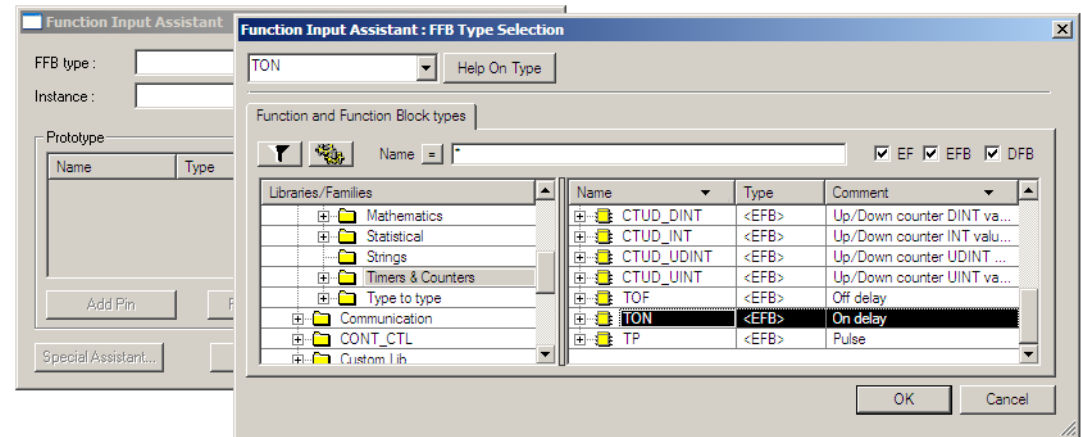 Function Input Assistant
FFB type :
Instance :
Prototype
Name Type
Add Pin
Special Assistant...
Function Input Assistant : FFB Type Selection
TON Help On Type
Function and Function Block types
Name = * EF EFB DFB
Libraries/Families
Mathematics
Statistical
Strings
Timers & Counters
Type to type
Communication
CONT_CTL
Custom Lib
Name Type Comment
CTUD_DINT <EFB> Up/Down counter DINT va...
CTUD_INT <EFB> Up/Down counter INT valu...
CTUD_UDINT <EFB> Up/Down counter UDINT ...
CTUD_UINT <EFB> Up/Down counter UINT va...
TOF <EFB> Off delay
TON <EFB> On delay
TP <EFB> Pulse
OK Cancel